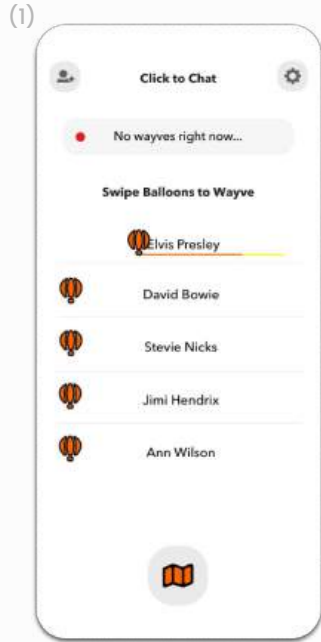 (1)
Click to Chat
No wayves right now...
Swipe Balloons to Wayve
Elvis Presley
David Bowie
Stevie Nicks
Jimi Hendrix
Ann Wilson